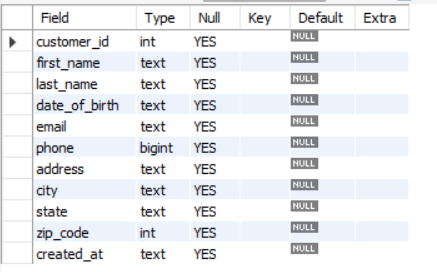 Field Type Null Key Default Extra
customer_id int YES NULL
first_name text YES NULL
last_name text YES NULL
date_of_birth text YES NULL
email text YES NULL
phone bigint YES NULL
address text YES NULL
city text YES NULL
state text YES NULL
zip_code int YES NULL
created_at text YES NULL